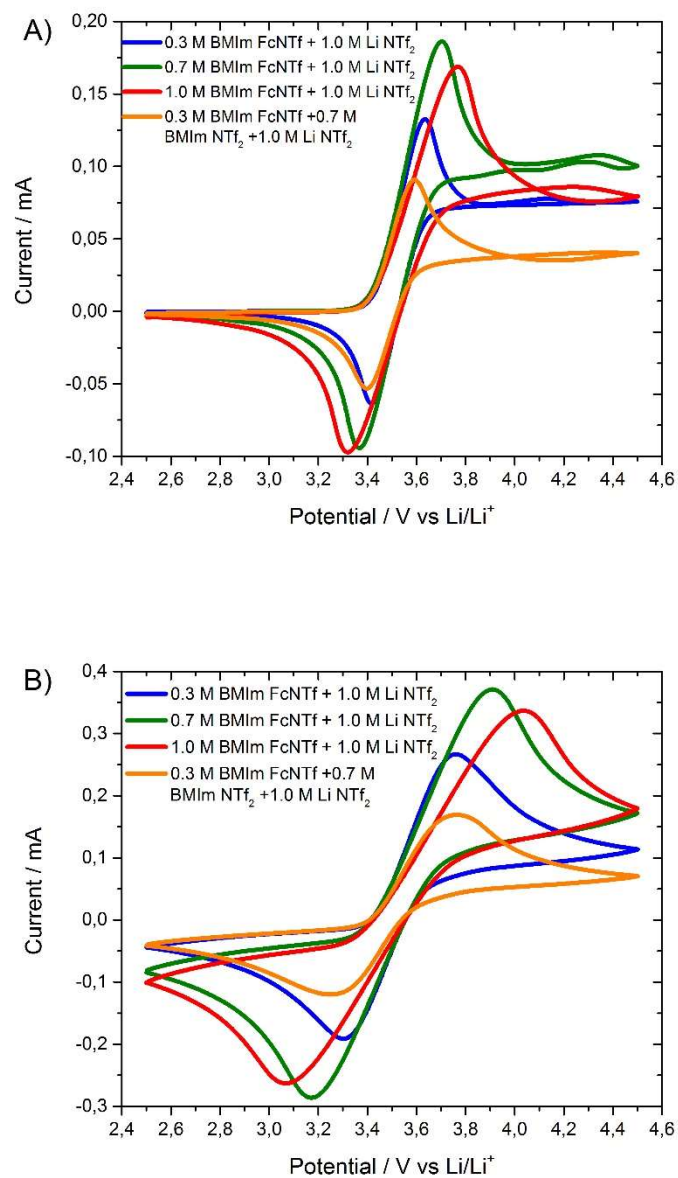 A)
0,20
0,15
0,10
0,05
0,00
-0,05
-0,10
Current / mA
0.3 M BMIm FcNTf + 1.0 M Li NTf2
0.7 M BMIm FcNTf + 1.0 M Li NTf2
1.0 M BMIm FcNTf + 1.0 M Li NTf2
0.3 M BMIm FcNTf +0.7 M
BMIm NTf2 +1.0 M Li NTf2
2,4 2,6 2,8 3,0 3,2 3,4 3,6 3,8 4,0 4,2 4,4 4,6
Potential / V vs Li/Li+
B)
0,4
0,3
0,2
0,1
0,0
-0,1
-0,2
-0,3
Current / mA
0.3 M BMIm FcNTf + 1.0 M Li NTf2
0.7 M BMIm FcNTf + 1.0 M Li NTf2
1.0 M BMIm FcNTf + 1.0 M Li NTf2
0.3 M BMIm FcNTf +0.7 M
BMIm NTf2 +1.0 M Li NTf2
2,4 2,6 2,8 3,0 3,2 3,4 3,6 3,8 4,0 4,2 4,4 4,6
Potential / V vs Li/Li+